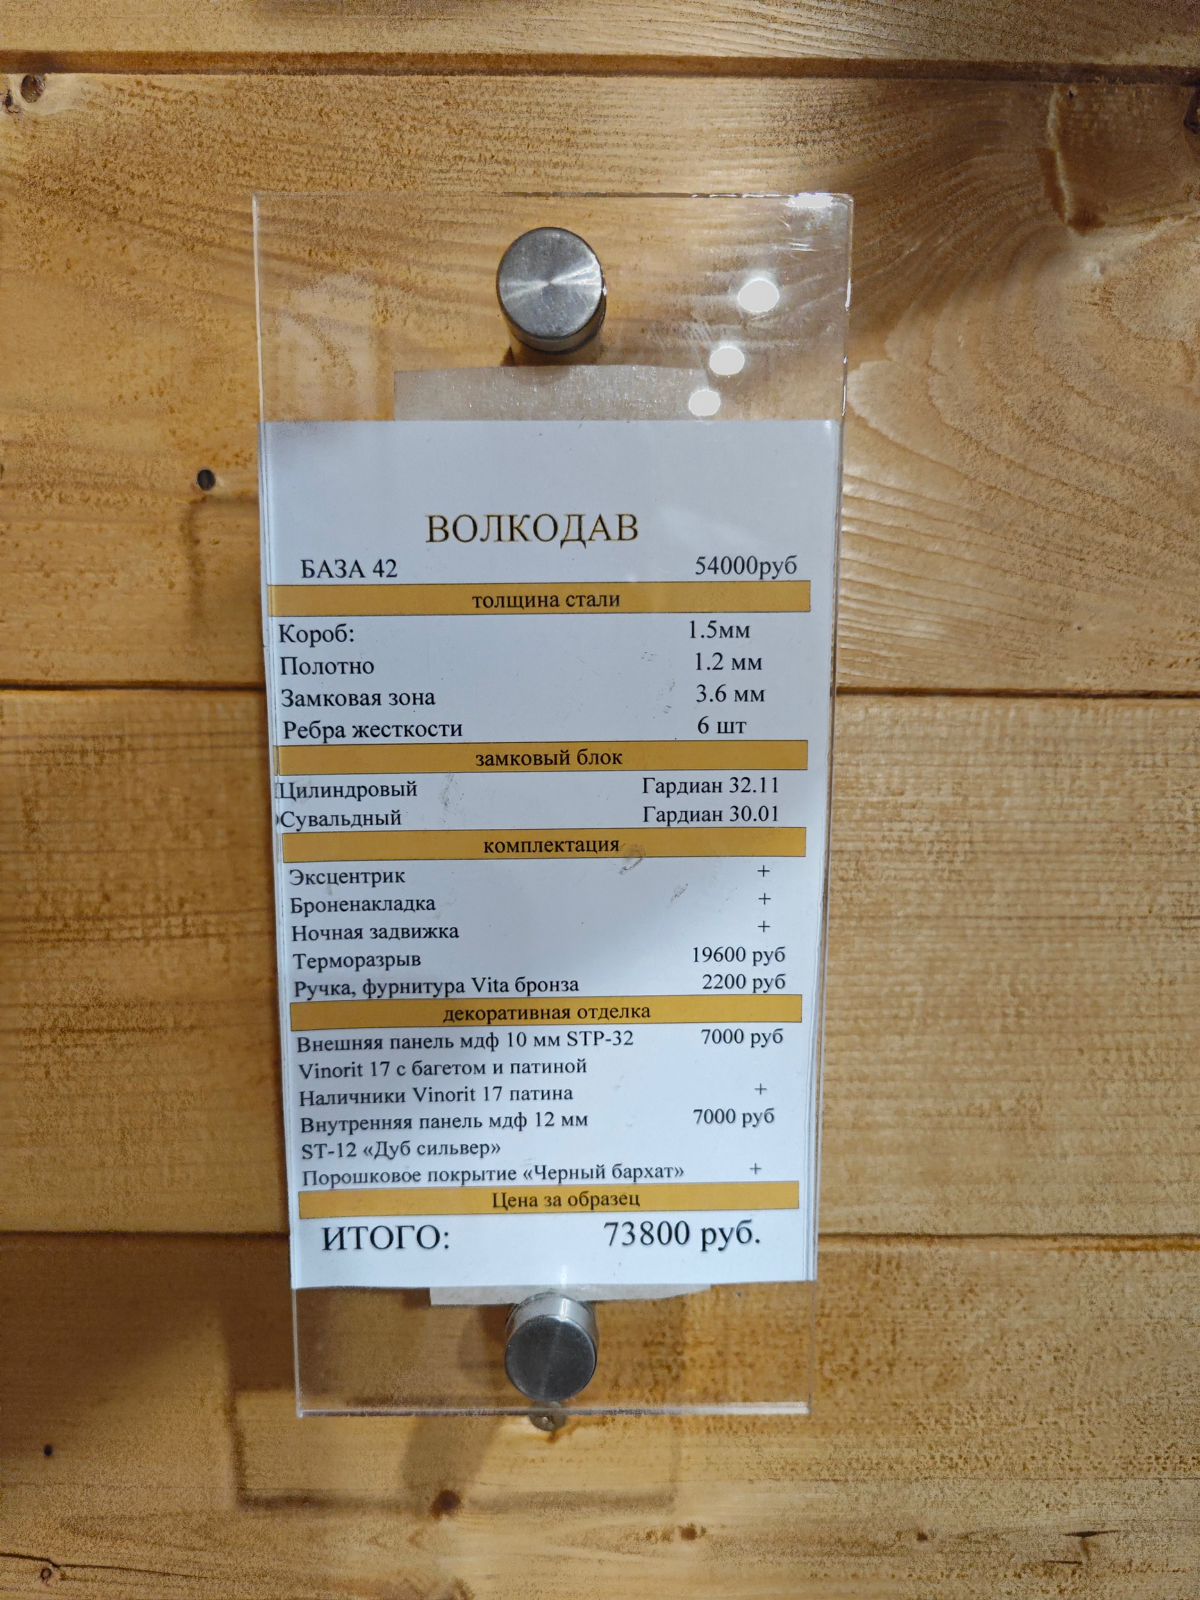 ВОЛКОДАВ
БАЗА 42 54000руб
толщина стали
Короб: 1.5мм
Полотно 1.2 мм
Замковая зона 3.6 мм
Ребра жесткости 6 шт
замковый блок
Цилиндровый Гардиан 32.11
Сувальдный Гардиан 30.01
комплектация
Эксцентрик +
Броненакладка +
Ночная задвижка +
Терморазрыв 19600 руб
Ручка, фурнитура Vita бронза 2200 руб
декоративная отделка
Внешняя панель мдф 10 мм STP-32 7000 руб
Vinorit 17 с багетом и патиной
Наличники Vinorit 17 патина +
Внутренняя панель мдф 12 мм 7000 руб
ST-12 «Дуб сильвер»
Порошковое покрытие «Черный бархат» +
Цена за образец
ИТОГО: 73800 руб.